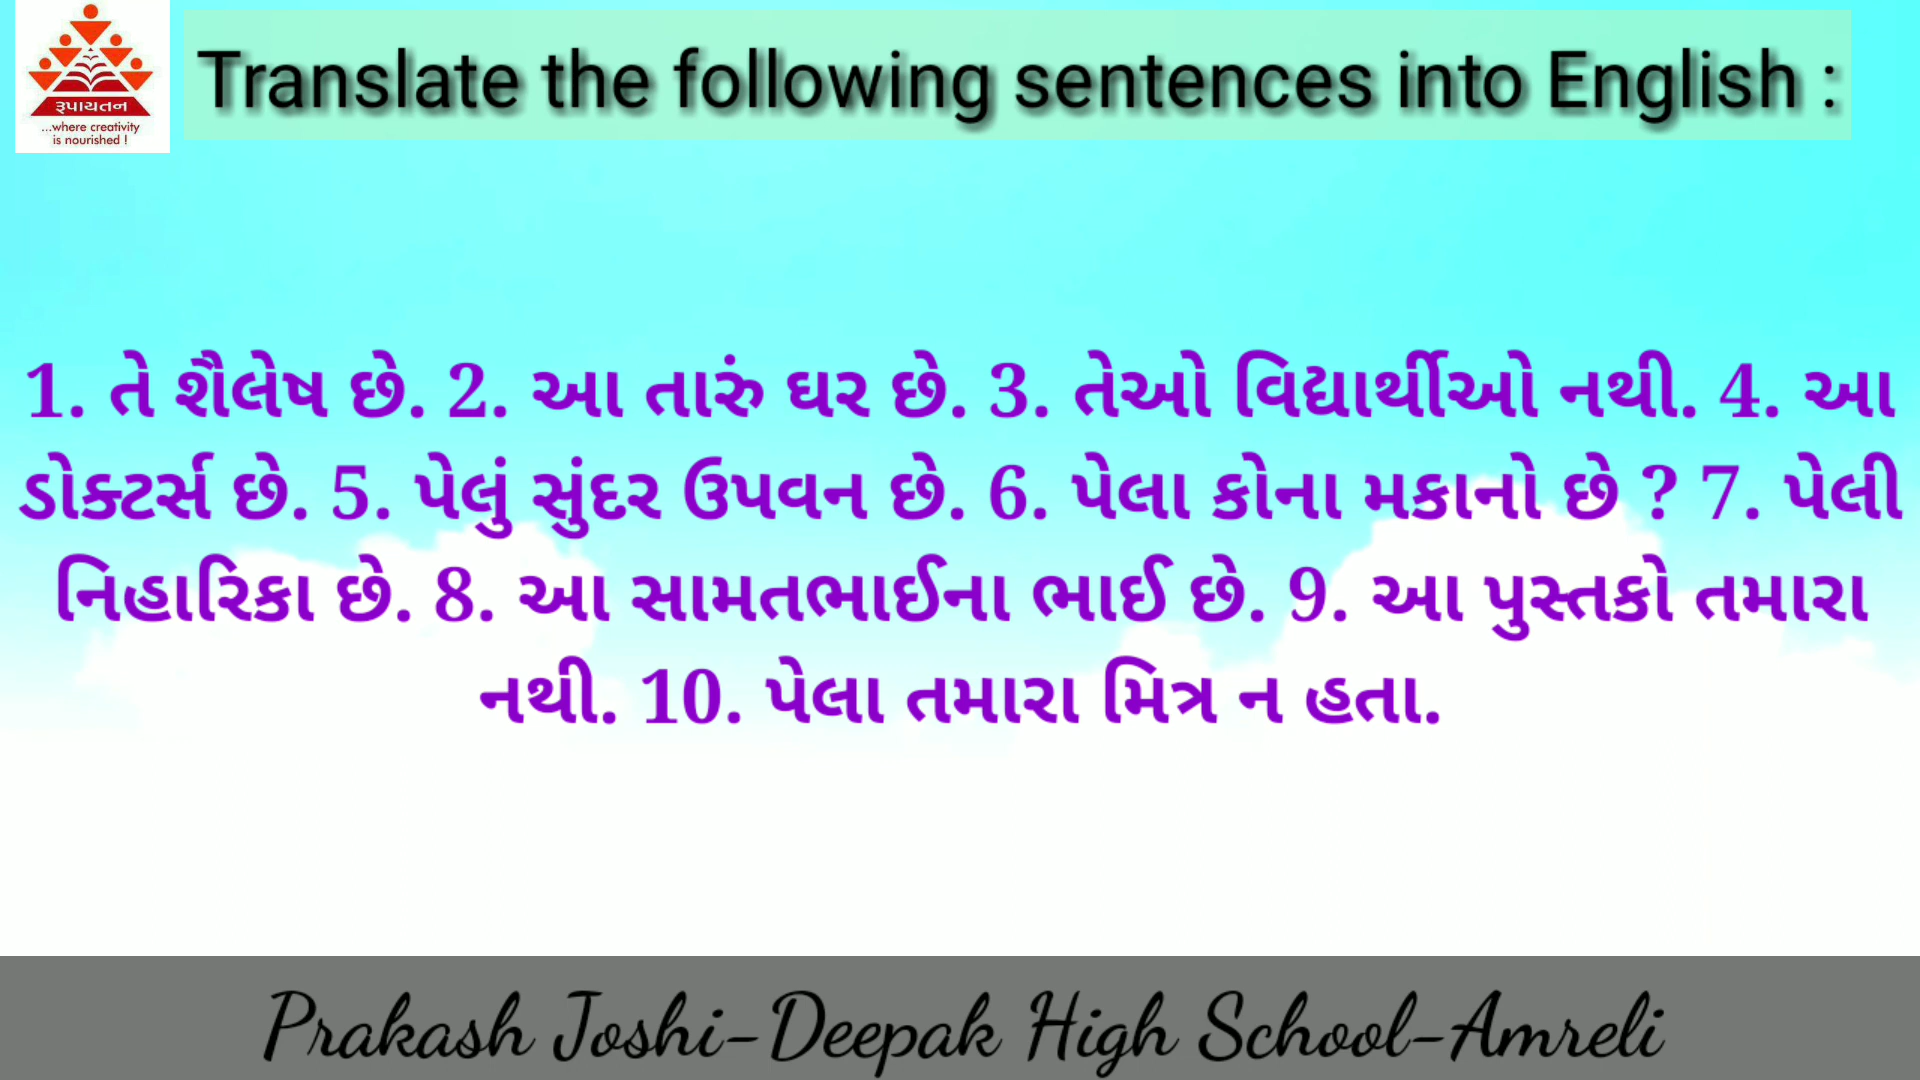 રૂપાયતન
...where creativity
is nourished !
Translate the following sentences into English :
1. તે શૈલેષ છે. 2. આ તારું ઘર છે. 3. તેઓ વિદ્યાર્થીઓ નથી. 4. આ
ડોક્ટર્સ છે. 5. પેલું સુંદર ઉપવન છે. 6. પેલા કોના મકાનો છે ? 7. પેલી
નિહારિકા છે. 8. આ સામતભાઈના ભાઈ છે. 9. આ પુસ્તકો તમારા
નથી. 10. પેલા તમારા મિત્ર ન હતા.
Prakash Joshi-Deepak High School-Amreli